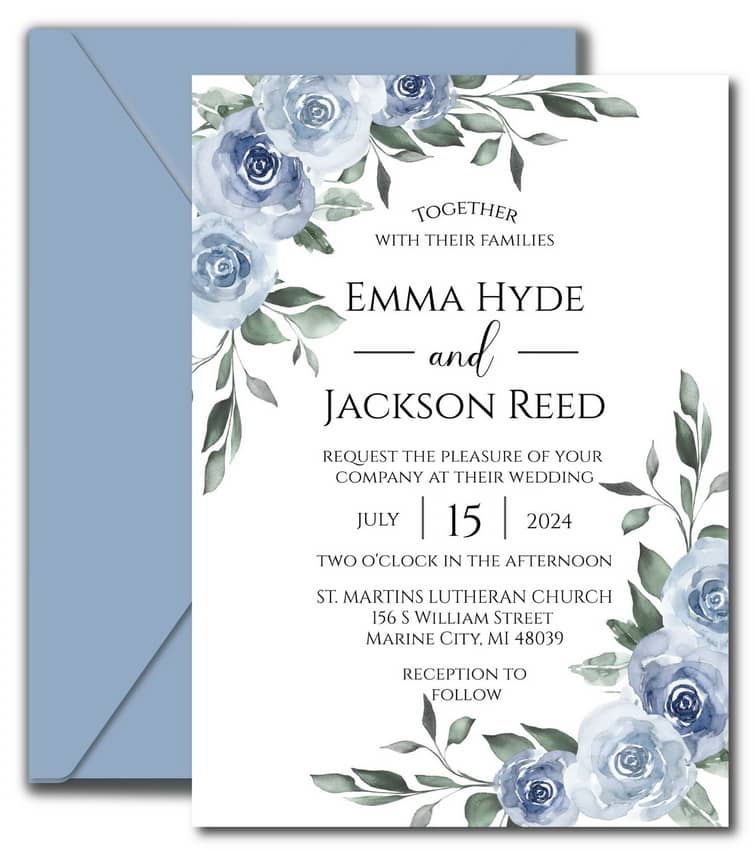 TOGETHER
WITH THEIR FAMILIES
EMMA HYDE
and
JACKSON REED
REQUEST THE PLEASURE OF YOUR
COMPANY AT THEIR WEDDING
JULY | 15 | 2024
TWO O'CLOCK IN THE AFTERNOON
ST. MARTINS LUTHERAN CHURCH
156 S WILLIAM STREET
MARINE CITY, MI 48039
RECEPTION TO
FOLLOW